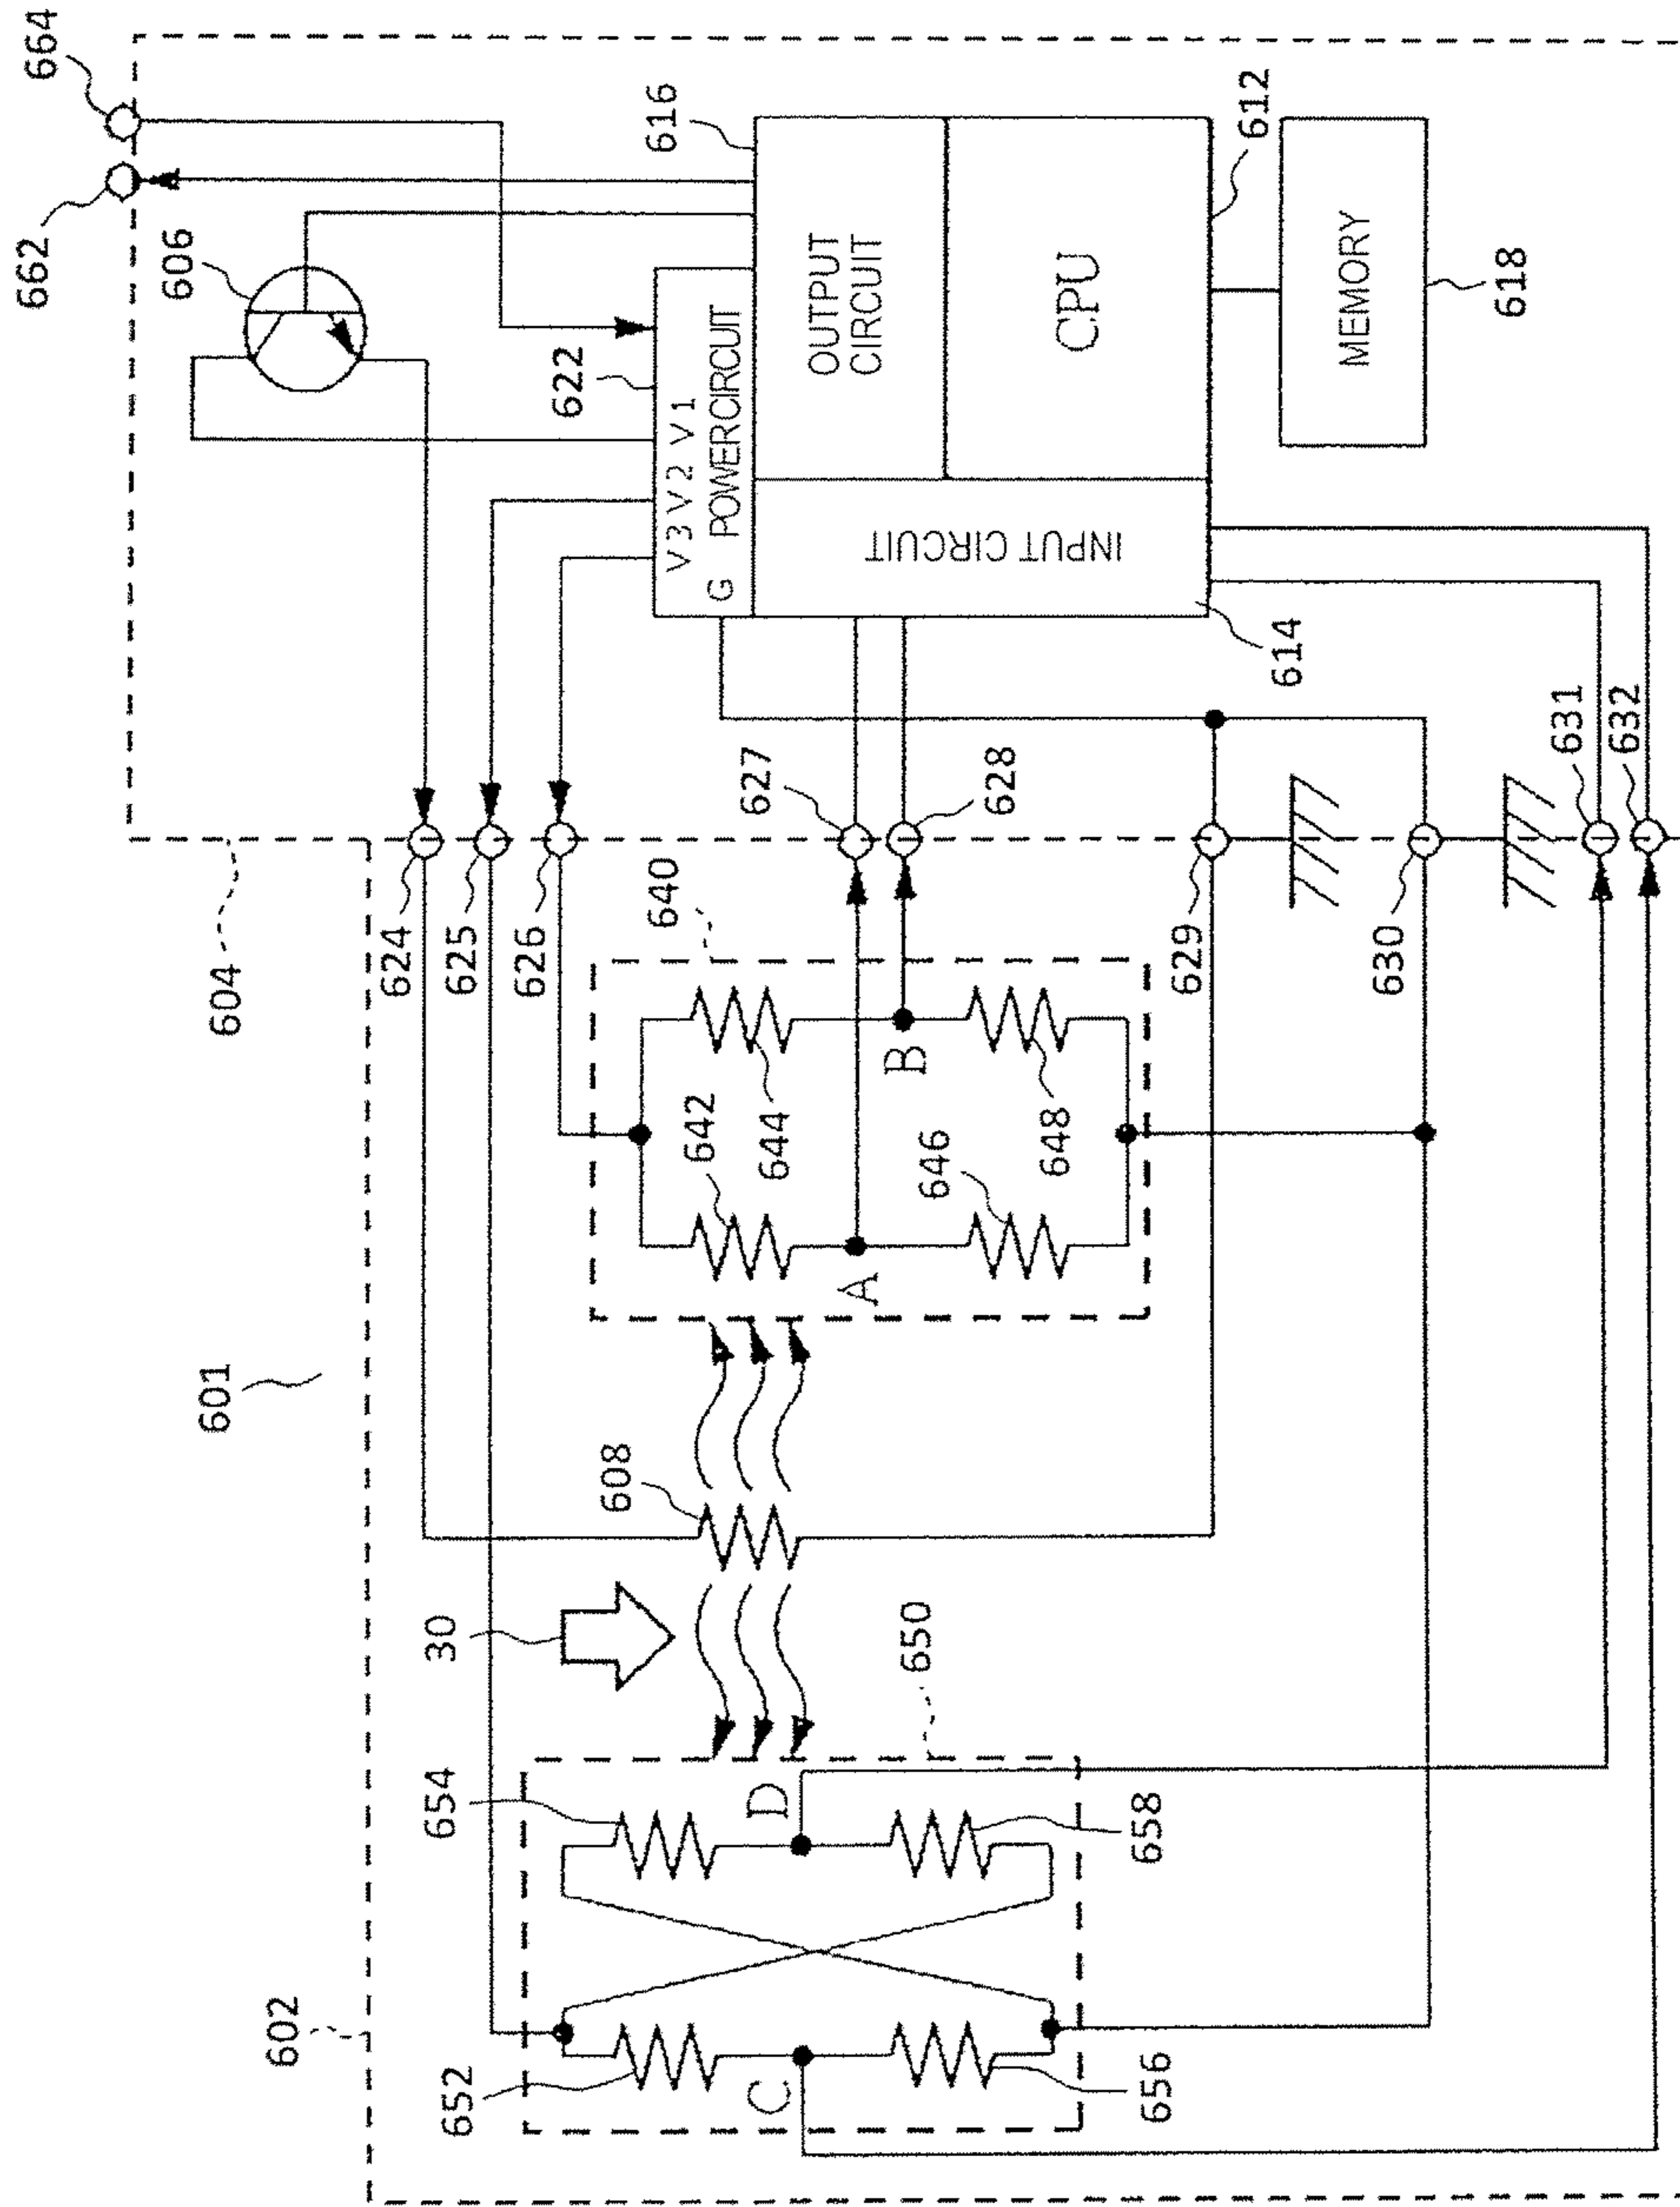 662
664
606
602
601
604
624
652
654
30
625
626
622
608
640
616
V3 V2 V1
G POWER CIRCUIT
642
644
627
C
D
A
B
OUTPUT
CIRCUIT
INPUT CIRCUIT
650
646
628
CPU
656
658
648
629
614
612
630
MEMORY
618
631
632